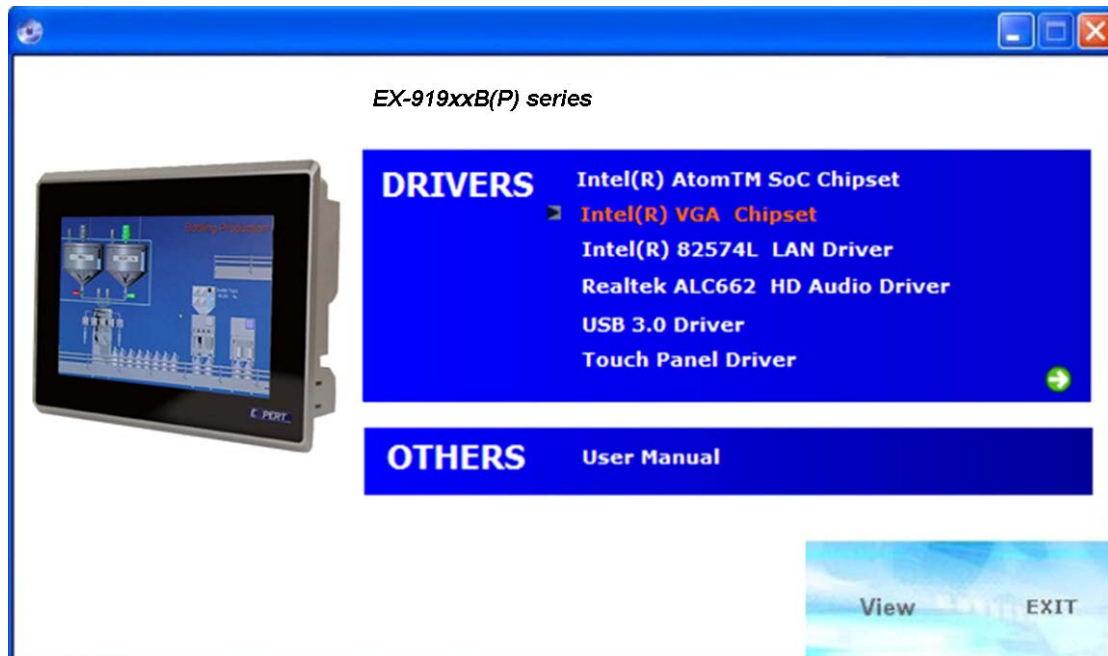 EX-919xxB(P) series
DRIVERS
Intel(R) AtomTM SoC Chipset
Intel(R) VGA Chipset
Intel(R) 82574L LAN Driver
Realtek ALC662 HD Audio Driver
USB 3.0 Driver
Touch Panel Driver
OTHERS
User Manual
View
EXIT